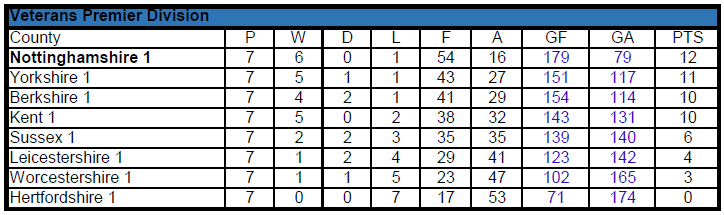 Veterans Premier Division
County P W D L F A GF GA PTS
Nottinghamshire 1 7 6 0 1 54 16 179 79 12
Yorkshire 1 7 5 1 1 43 27 151 117 11
Berkshire 1 7 4 2 1 41 29 154 114 10
Kent 1 7 5 0 2 38 32 143 131 10
Sussex 1 7 2 2 3 35 35 139 140 6
Leicestershire 1 7 1 2 4 29 41 123 142 4
Worcestershire 1 7 1 1 5 23 47 102 165 3
Hertfordshire 1 7 0 0 7 17 53 71 174 0